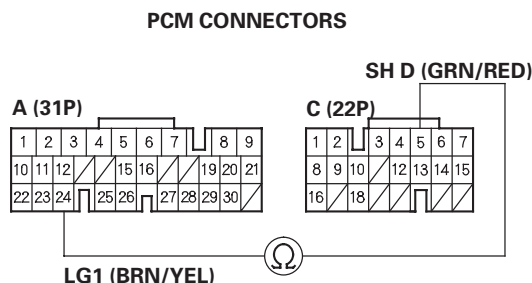 PCM CONNECTORS
SH D (GRN/RED)
A (31P)
C (22P)
1 2 3 4 5 6 7 8 9
1 2 3 4 5 6 7
10 11 12 15 16 19 20 21
8 9 10 12 13 14 15
22 23 24 25 26 27 28 29 30
16 18
Ω
LG1 (BRN/YEL)